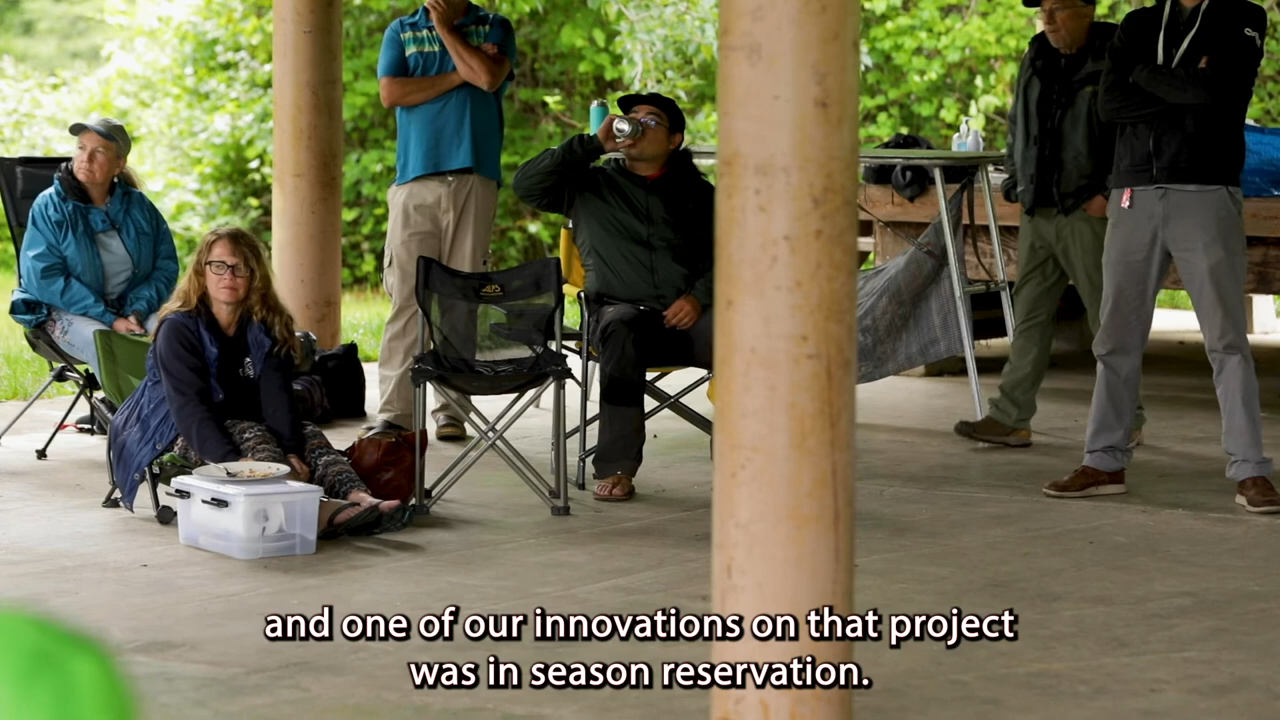 and one of our innovations on that project
was in season reservation.